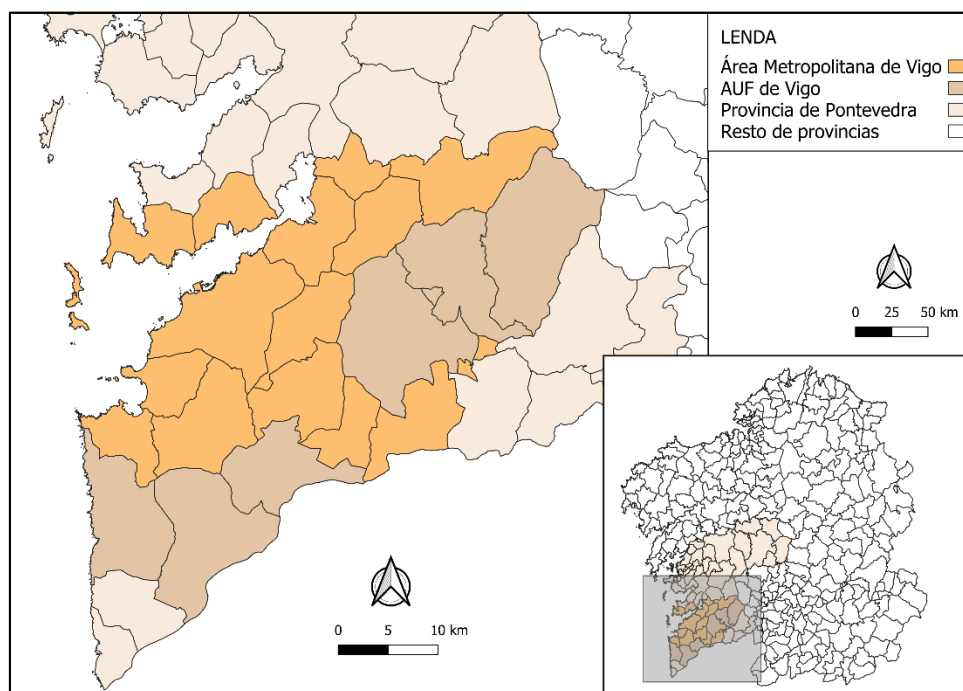 LENDA
Área Metropolitana de Vigo
AUF de Vigo
Provincia de Pontevedra
Resto de provincias
0 25 50 km
0 5 10 km